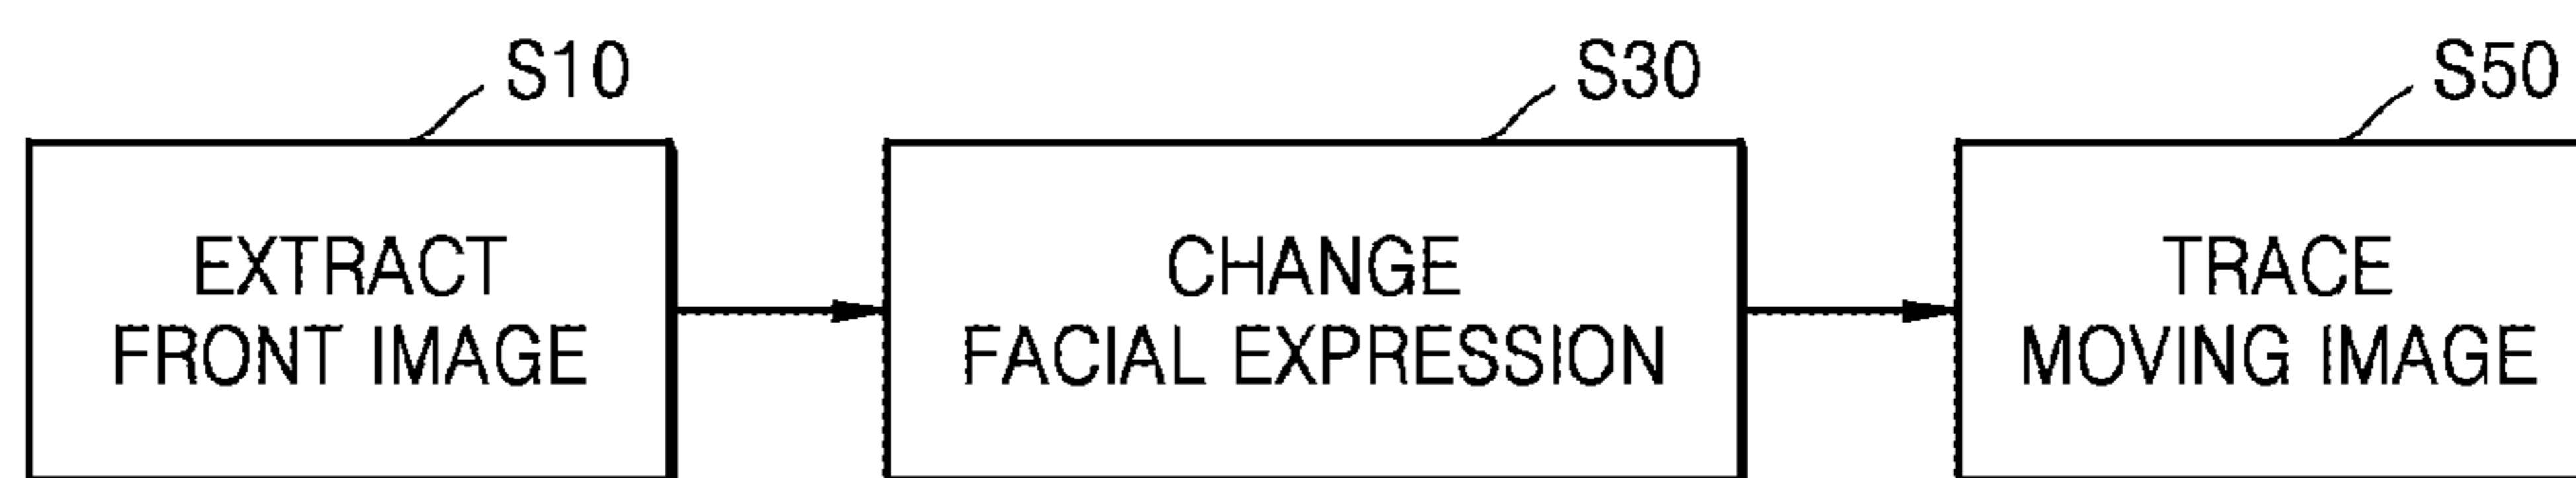 S10
S30
S50
EXTRACT
FRONT IMAGE
CHANGE
FACIAL EXPRESSION
TRACE
MOVING IMAGE